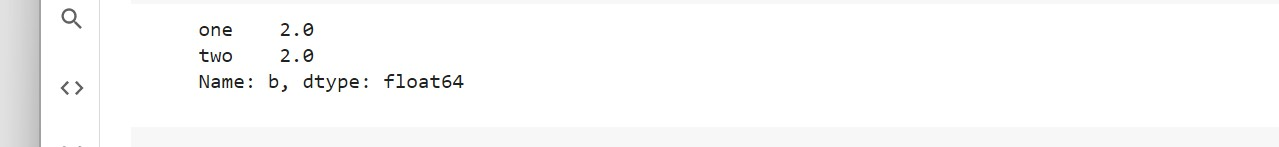 one    2.0
two    2.0
Name: b, dtype: float64